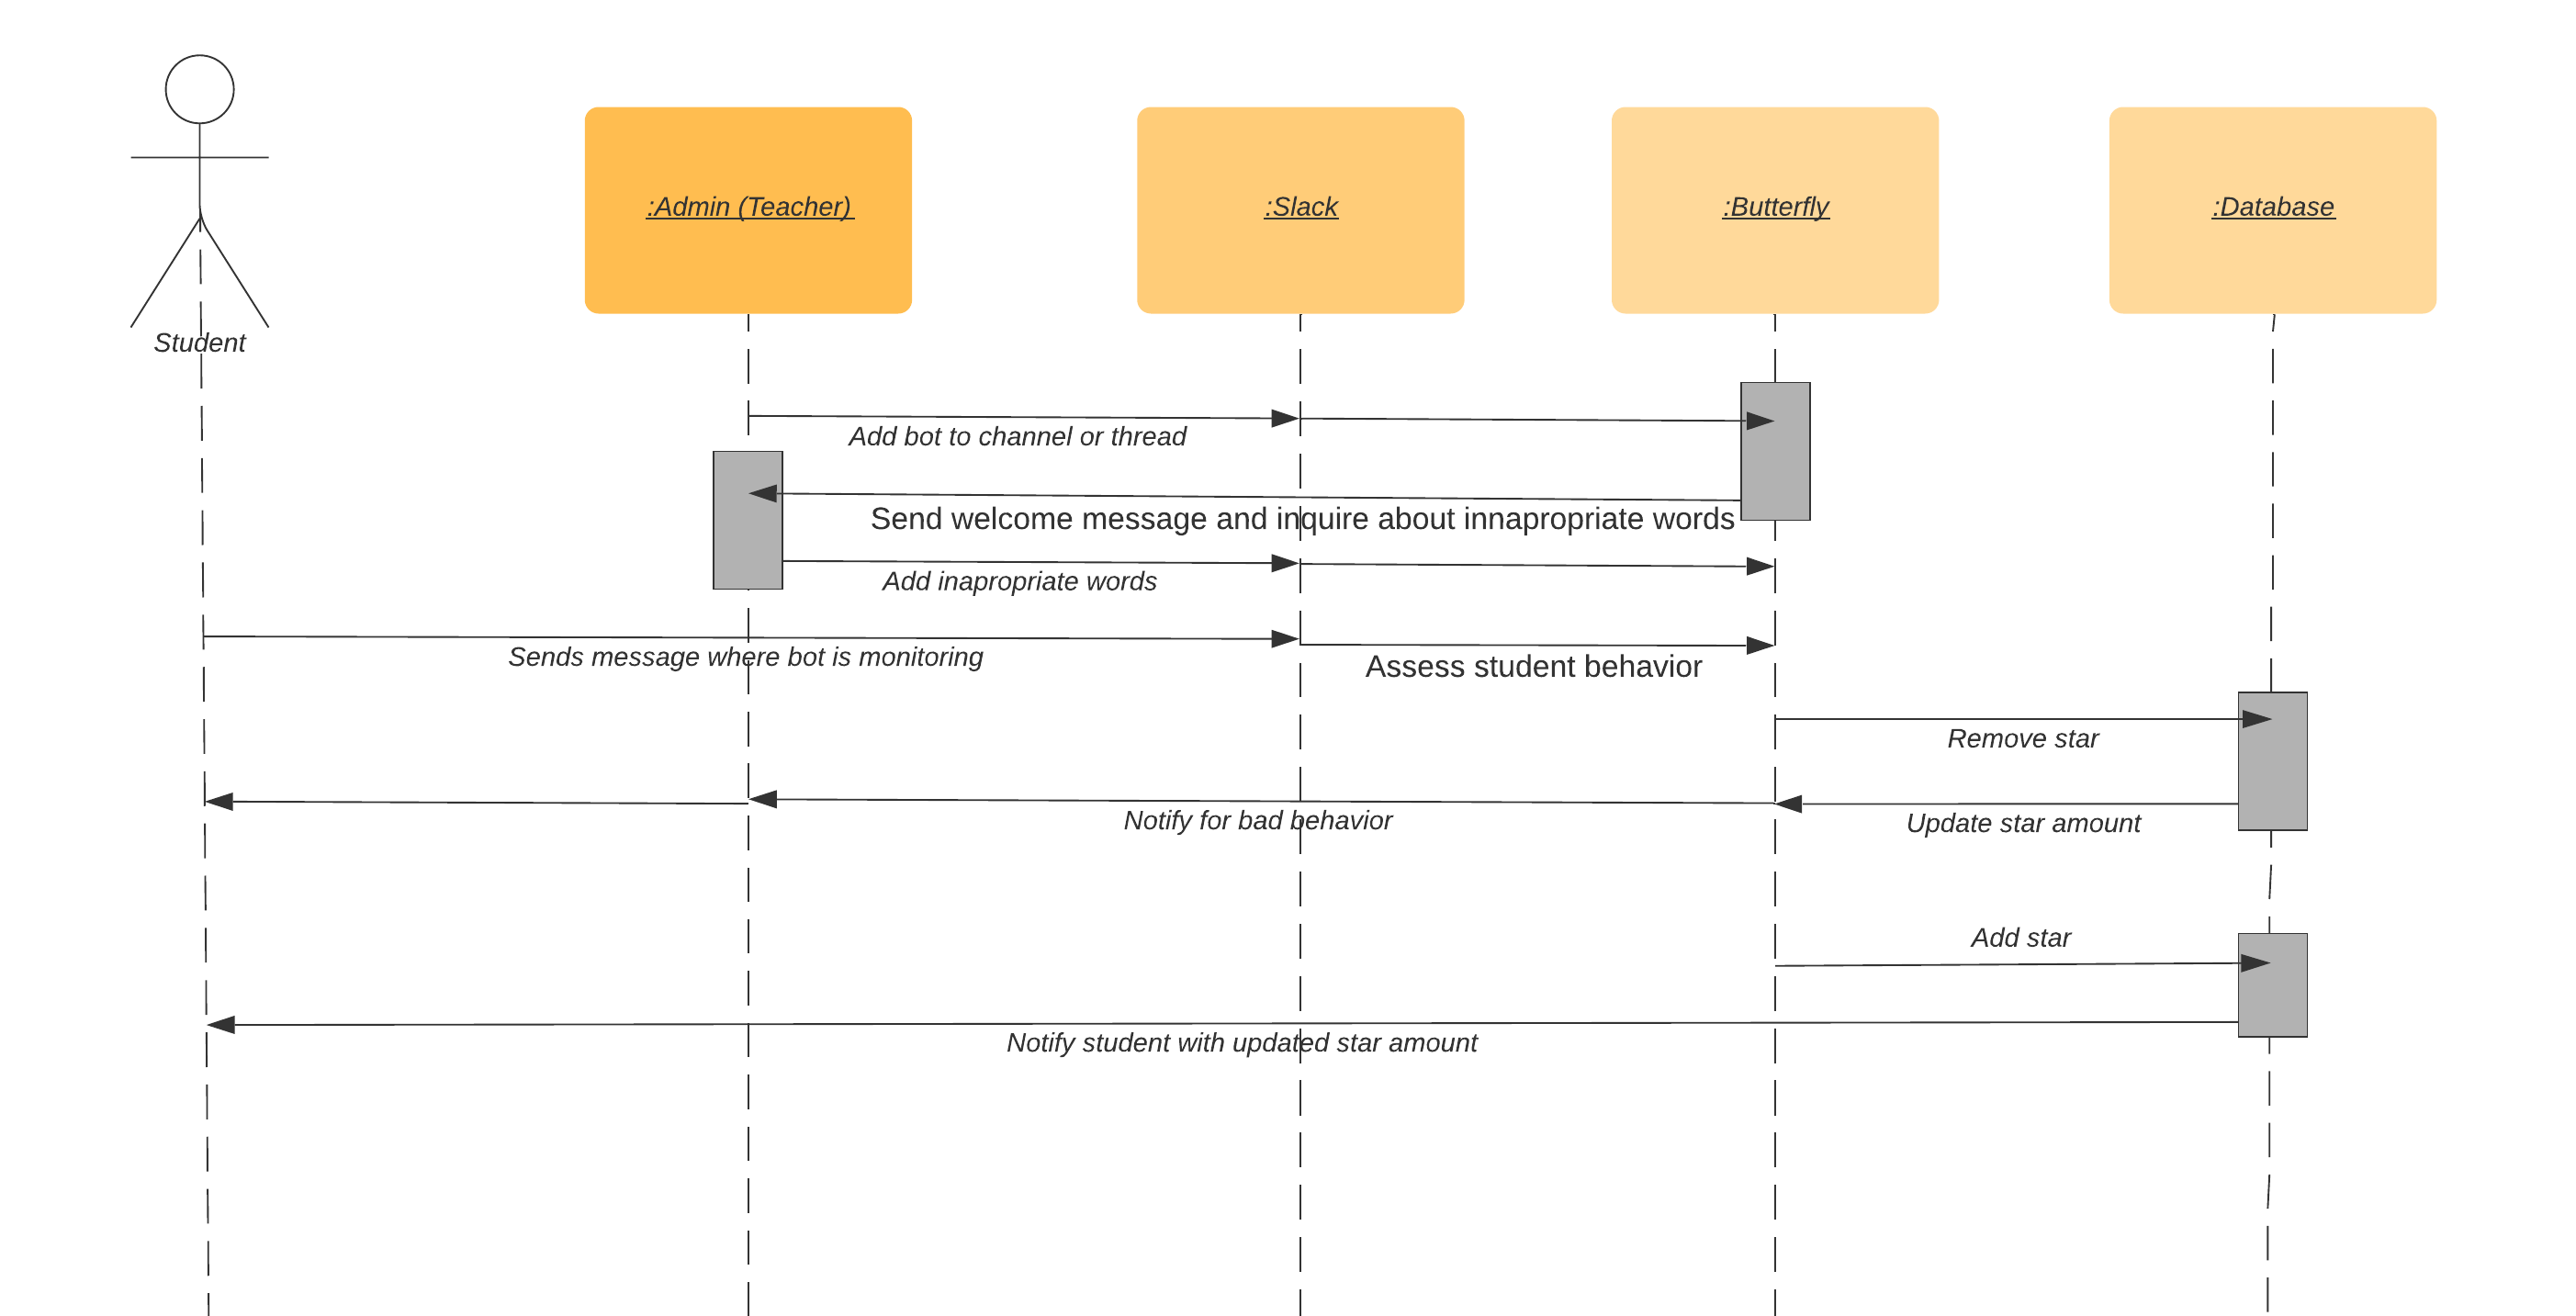 :Admin (Teacher)
:Slack
:Butterfly
:Database
Student
Add bot to channel or thread
Send welcome message and inquire about innapropriate words
Add inapropriate words
Sends message where bot is monitoring
Assess student behavior
Remove star
Notify for bad behavior
Update star amount
Add star
Notify student with updated star amount